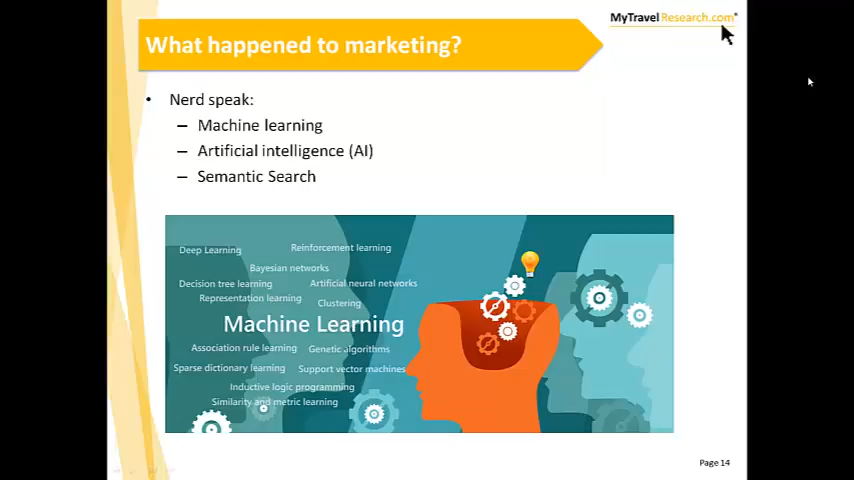 MyTravelResearch.com®
What happened to marketing?
• Nerd speak:
– Machine learning
– Artificial intelligence (AI)
– Semantic Search
Deep Learning
Reinforcement learning
Bayesian networks
Decision tree learning
Artificial neural networks
Representation learning
Clustering
Machine Learning
Association rule learning
Genetic algorithms
Sparse dictionary learning
Support vector machines
Inductive logic programming
Similarity and metric learning
Page 14